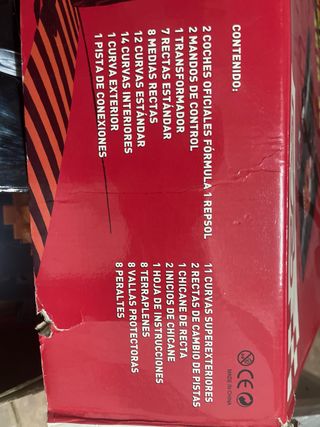 CONTENIDO:
2 COCHES OFICIALES FÓRMULA 1 REPSOL
2 MANDOS DE CONTROL
1 TRANSFORMADOR
7 RECTAS ESTÁNDAR
8 MEDIAS RECTAS
12 CURVAS ESTÁNDAR
14 CURVAS INTERIORES
1 CURVA EXTERIOR
1 PISTA DE CONEXIONES
11 CURVAS SUPEREXTERIORES
2 RECTAS DE CAMBIO DE PISTAS
1 CHICANE DE RECTA
2 INICIOS DE CHICANE
1 HOJA DE INSTRUCCIONES
8 TERRAPLENES
8 VALLAS PROTECTORAS
8 PERALTES
CE
MADE IN CHINA